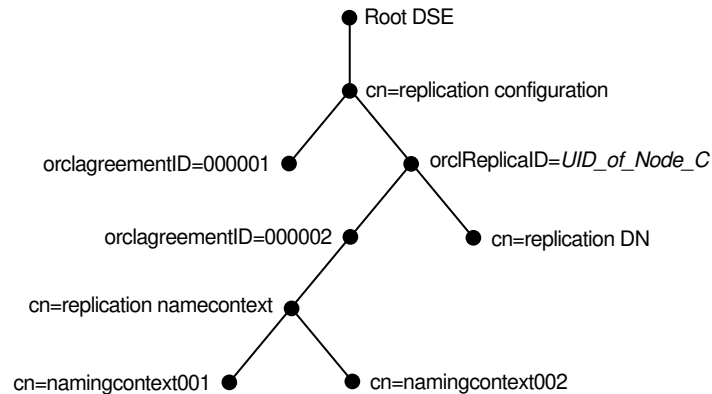 Root DSE
cn=replication configuration
orclagreementID=000001
orclReplicaID=UID_of_Node_C
orclagreementID=000002
cn=replication DN
cn=replication namecontext
cn=namingcontext001
cn=namingcontext002